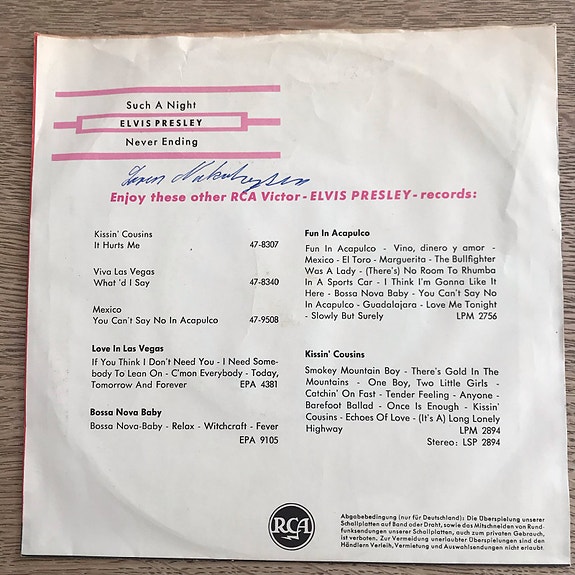 Such A Night
ELVIS PRESLEY
Never Ending
Enjoy these other RCA Victor - ELVIS PRESLEY - records:
Kissin' Cousins
It Hurts Me 47-8307
Viva Las Vegas
What 'd I Say 47-8340
Mexico
You Can't Say No In Acapulco 47-9508
Love In Las Vegas
If You Think I Don't Need You - I Need Some-
body To Lean On - C'mon Everybody - Today,
Tomorrow And Forever EPA 4381
Bossa Nova Baby
Bossa Nova-Baby - Relax - Witchcraft - Fever
EPA 9105
Fun In Acapulco
Fun In Acapulco - Vino, dinero y amor -
Mexico - El Toro - Marguerita - The Bullfighter
Was A Lady - (There's) No Room To Rhumba
In A Sports Car - I Think I'm Gonna Like It
Here - Bossa Nova Baby - You Can't Say No
In Acapulco - Guadalajara - Love Me Tonight
- Slowly But Surely LPM 2756
Kissin' Cousins
Smokey Mountain Boy - There's Gold In The
Mountains - One Boy, Two Little Girls -
Catchin' On Fast - Tender Feeling - Anyone -
Barefoot Ballad - Once Is Enough - Kissin'
Cousins - Echoes Of Love - (It's A) Long Lonely
Highway LPM 2894
Stereo: LSP 2894
RCA
Abgabebedingung (nur für Deutschland): Die Überspielung unserer
Schallplatten auf Band oder Draht, sowie das Mitschneiden von Rund-
funksendungen unserer Schallplatten, auch zum privaten Gebrauch,
ist verboten. Zur Vermeidung unerlaubter Überspielungen sind den
Händlern Verleih, Vermietung und Auswahlsendungen nicht erlaubt.